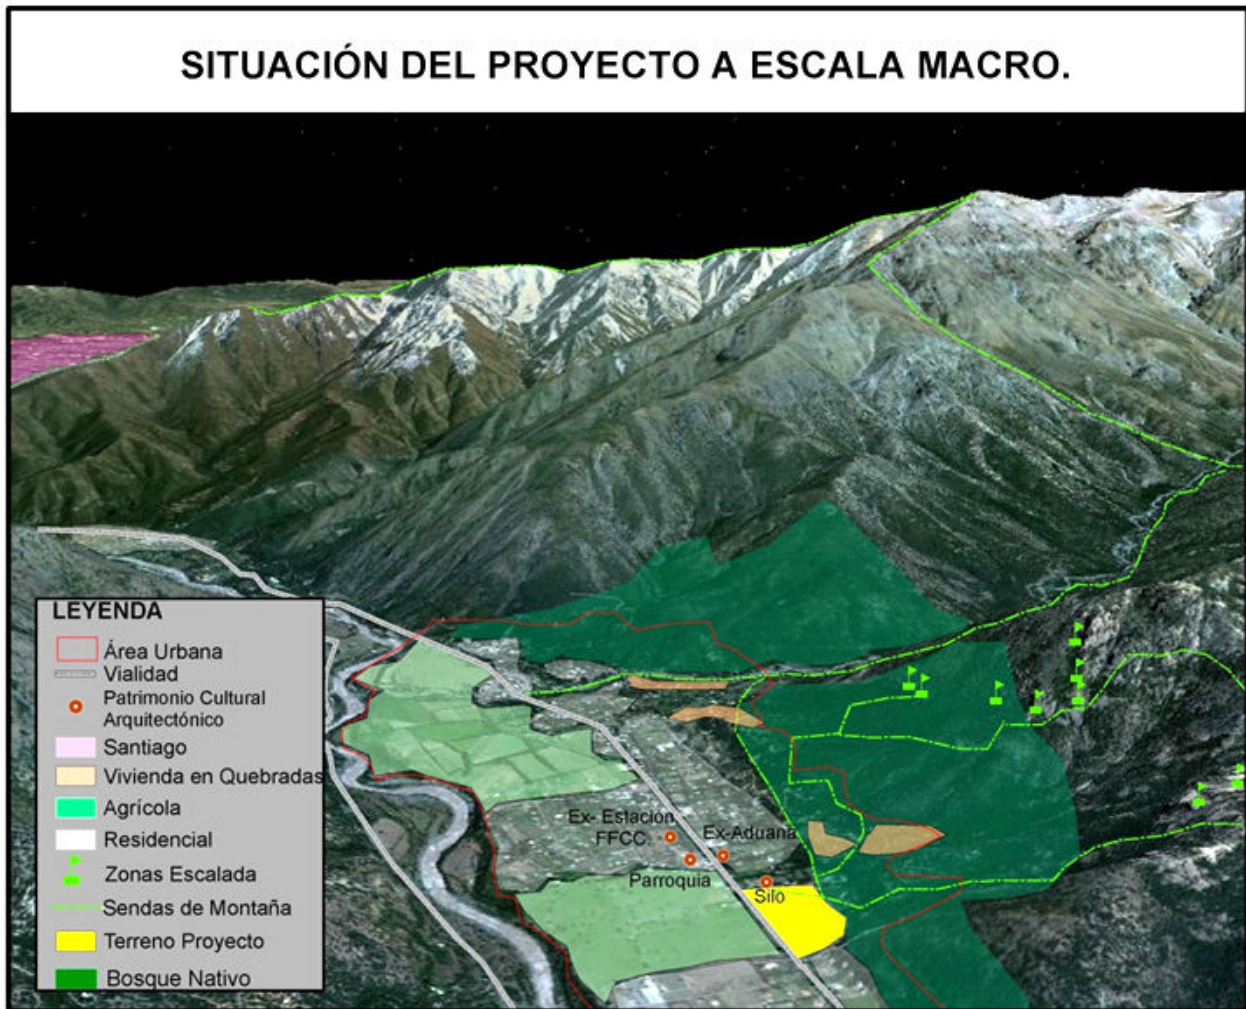 SITUACIÓN DEL PROYECTO A ESCALA MACRO.
LEYENDA
Área Urbana
Vialidad
Patrimonio Cultural
Arquitectónico
Santiago
Vivienda en Quebradas
Agrícola
Residencial
Zonas Escalada
Sendas de Montaña
Terreno Proyecto
Bosque Nativo
Ex- Estación
FFCC.
Ex-Aduana
Parroquia
Silo